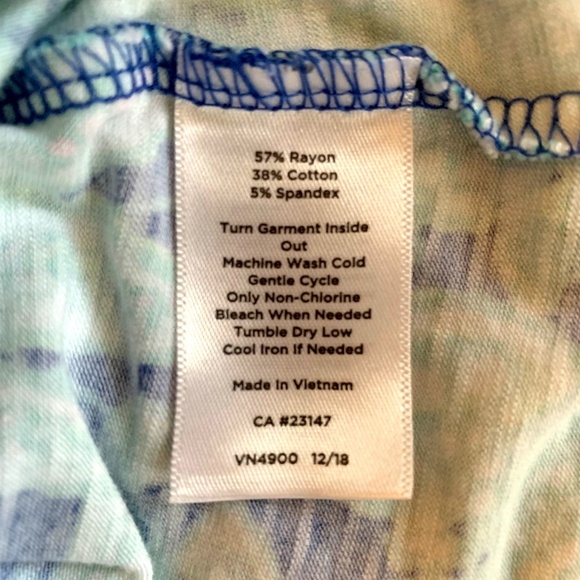 57% Rayon
38% Cotton
5% Spandex
Turn Garment Inside
Out
Machine Wash Cold
Gentle Cycle
Only Non-Chlorine
Bleach When Needed
Tumble Dry Low
Cool Iron If Needed
Made In Vietnam
CA #23147
VN4900 12/18